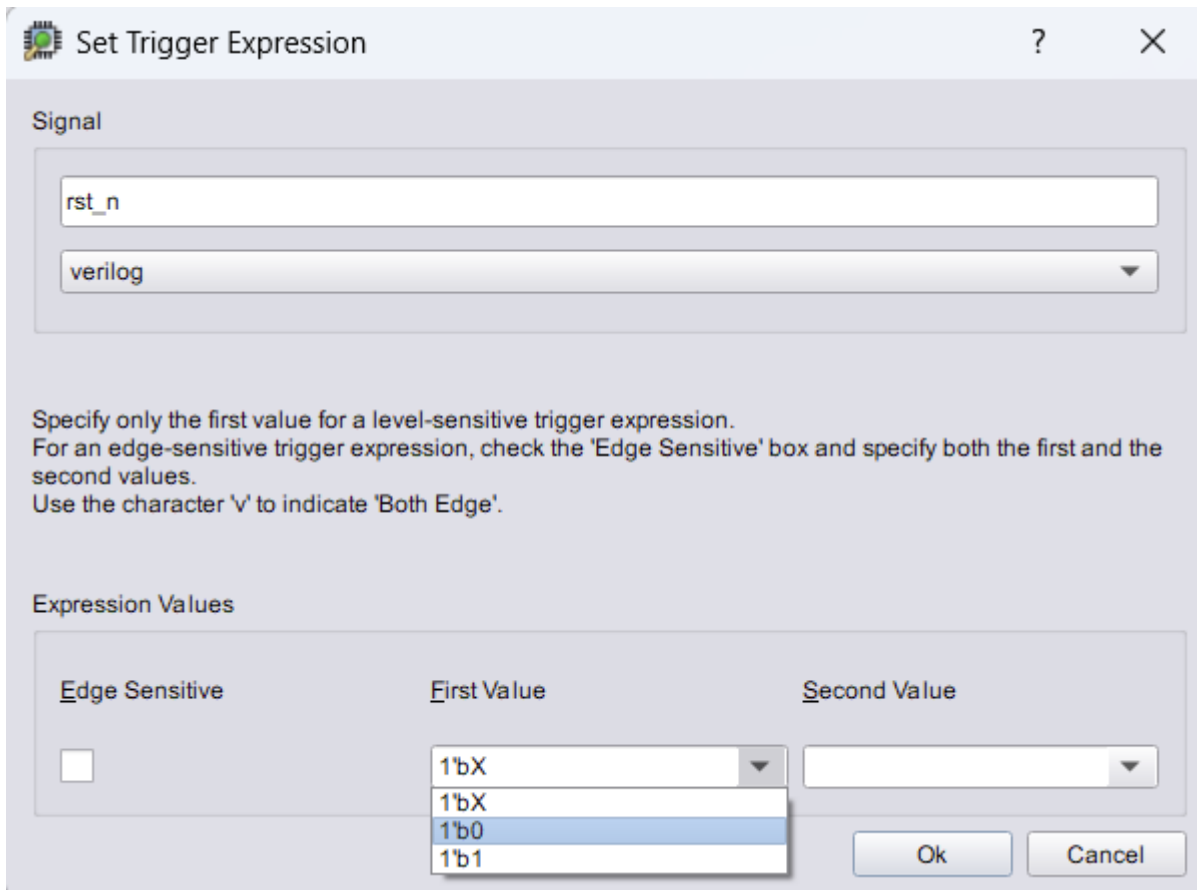 Set Trigger Expression
?
Signal
rst_n
verilog
Specify only the first value for a level-sensitive trigger expression.
For an edge-sensitive trigger expression, check the 'Edge Sensitive' box and specify both the first and the
second values.
Use the character 'v' to indicate 'Both Edge'.
Expression Values
Edge Sensitive First Value Second Value
1'bX
1'bX
1'b0
1'b1
Ok Cancel